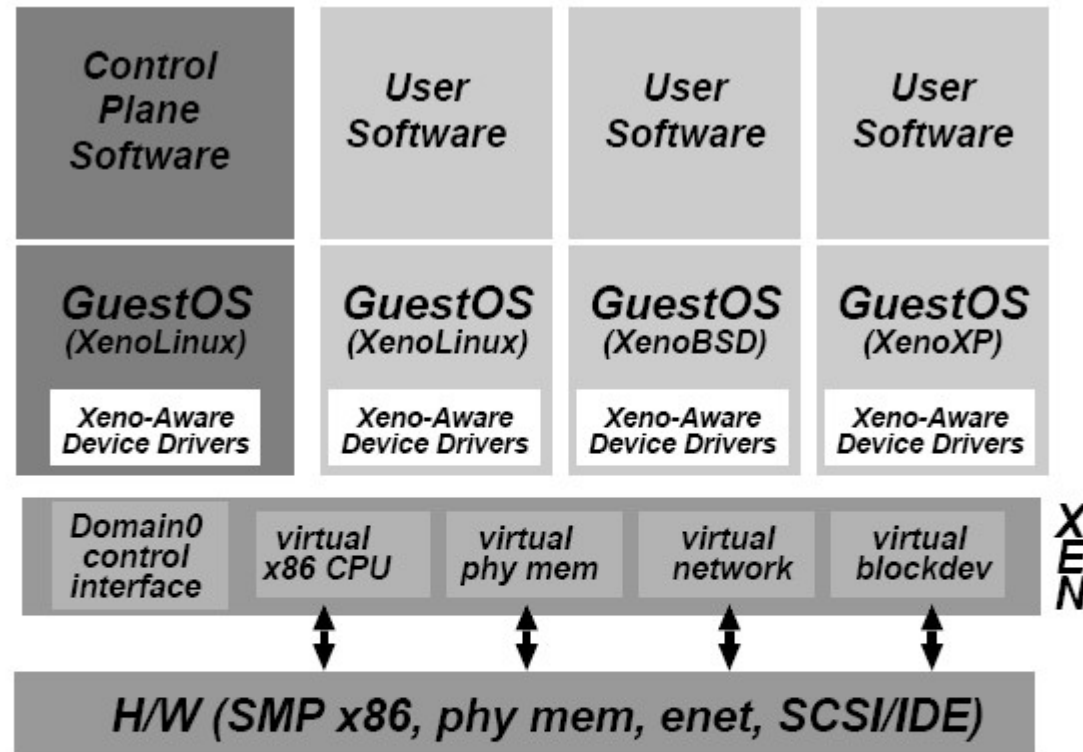 Control
Plane
Software
User
Software
User
Software
User
Software
GuestOS
(XenoLinux)
Xeno-Aware
Device Drivers
GuestOS
(XenoLinux)
Xeno-Aware
Device Drivers
GuestOS
(XenoBSD)
Xeno-Aware
Device Drivers
GuestOS
(XenoXP)
Xeno-Aware
Device Drivers
Domain0
control
interface
virtual
x86 CPU
virtual
phy mem
virtual
network
virtual
blockdev
X
E
N
H/W (SMP x86, phy mem, enet, SCSI/IDE)